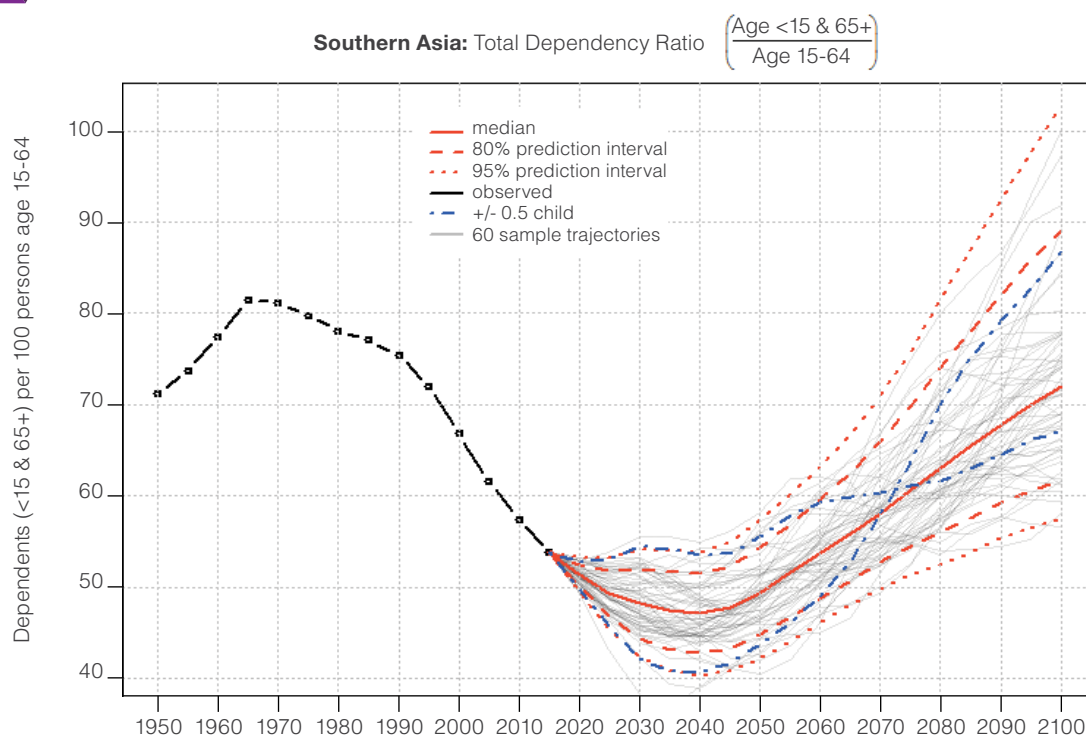 Southern Asia: Total Dependency Ratio
Age <15 & 65+
Age 15-64
Dependents (<15 & 65+) per 100 persons age 15-64
100
90
80
70
60
50
40
median
80% prediction interval
95% prediction interval
observed
+/- 0.5 child
60 sample trajectories
1950 1960 1970 1980 1990 2000 2010 2020 2030 2040 2050 2060 2070 2080 2090 2100